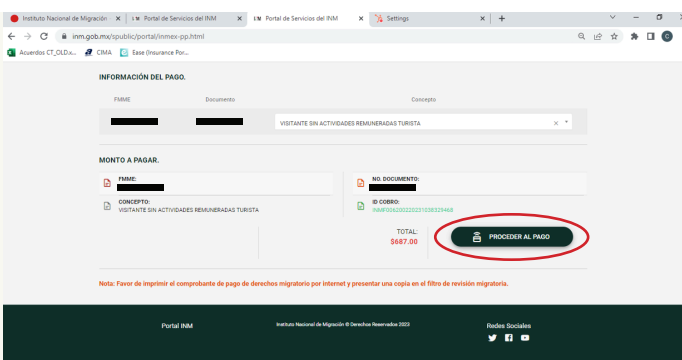 Instituto Nacional de Migración - Portal de Servicios del INM Portal de Servicios del INM Settings
inm.gob.mx/spublic/portal/inmex-pp.html
Acuerdos CT_OLD.x... CIMA Ease (Insurance Por...
INFORMACIÓN DEL PAGO.
FMME Documento Concepto
VISITANTE SIN ACTIVIDADES REMUNERADAS TURISTA
MONTO A PAGAR.
FMME: NO. DOCUMENTO:
CONCEPTO: ID COBRO:
VISITANTE SIN ACTIVIDADES REMUNERADAS TURISTA
TOTAL:
$687.00
PROCEDER AL PAGO
Nota: Favor de imprimir el comprobante de pago de derechos migratorio por internet y presentar una copia en el filtro de revisión migratoria.
Portal INM Instituto Nacional de Migración © Derechos Reservados 2023 Redes Sociales